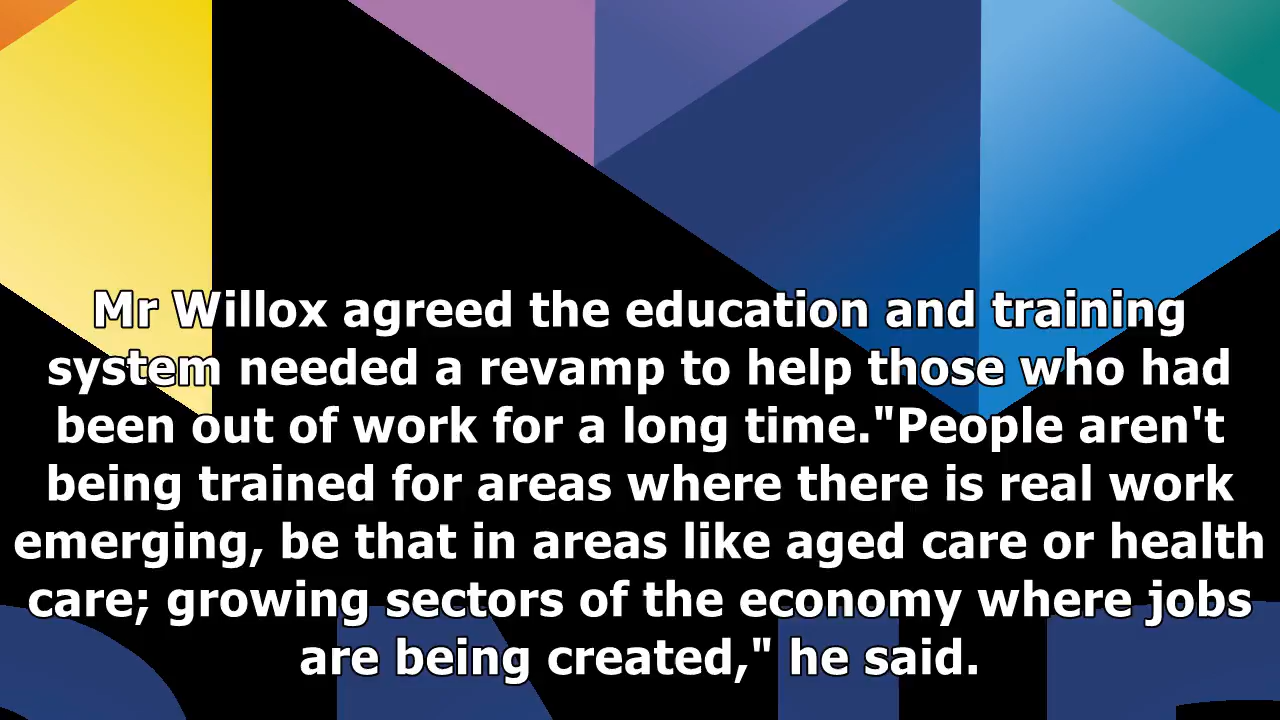 Mr Willox agreed the education and training
system needed a revamp to help those who had
been out of work for a long time."People aren't
being trained for areas where there is real work
emerging, be that in areas like aged care or health
care; growing sectors of the economy where jobs
are being created," he said.